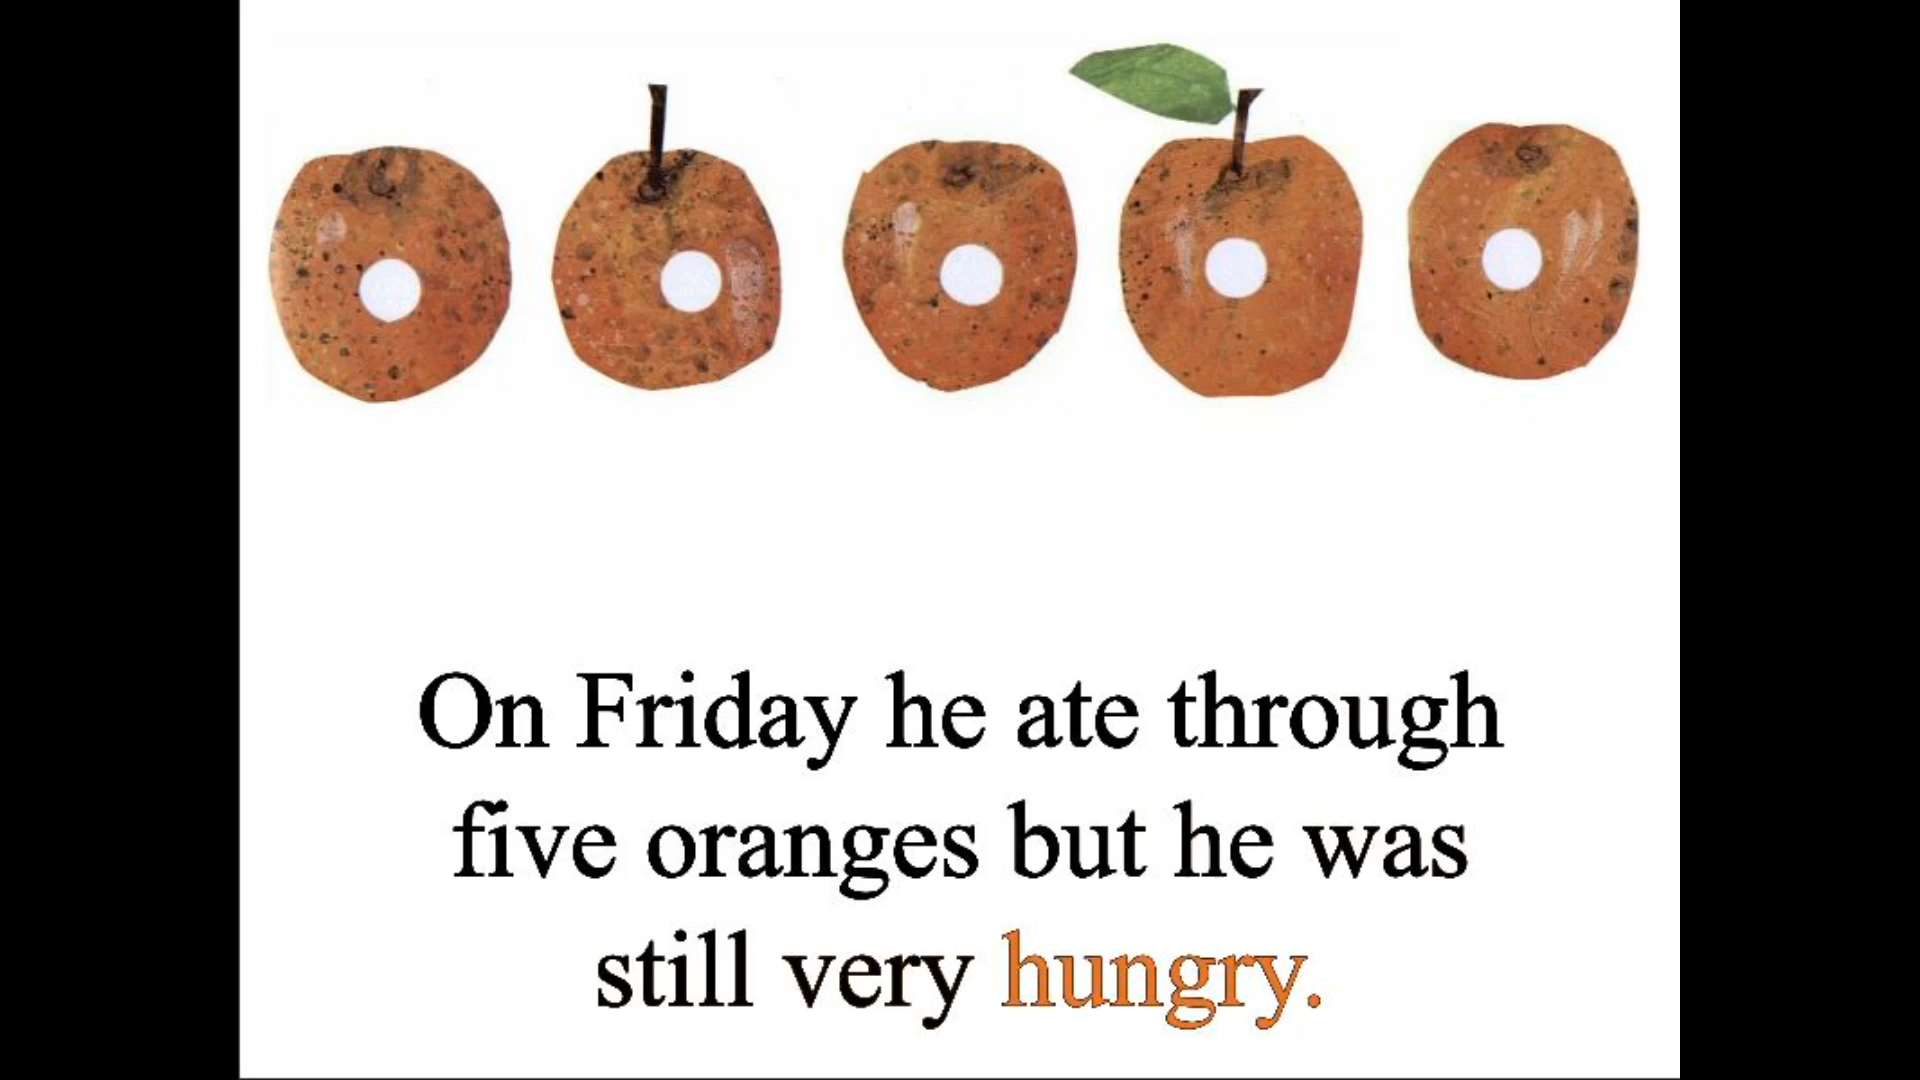 On Friday he ate through
five oranges but he was
still very hungry.